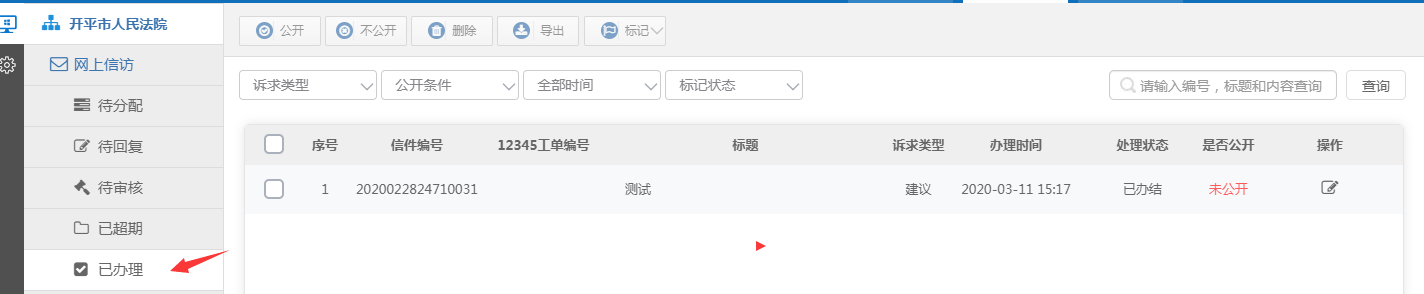 开平市人民法院
网上信访
待分配
待回复
待审核
已超期
已办理
公开 不公开 删除 导出 标记
诉求类型 公开条件 全部时间 标记状态 请输入编号，标题和内容查询 查询
序号 信件编号 12345工单编号 标题 诉求类型 办理时间 处理状态 是否公开 操作
1 2020022824710031 测试 建议 2020-03-11 15:17 已办结 未公开